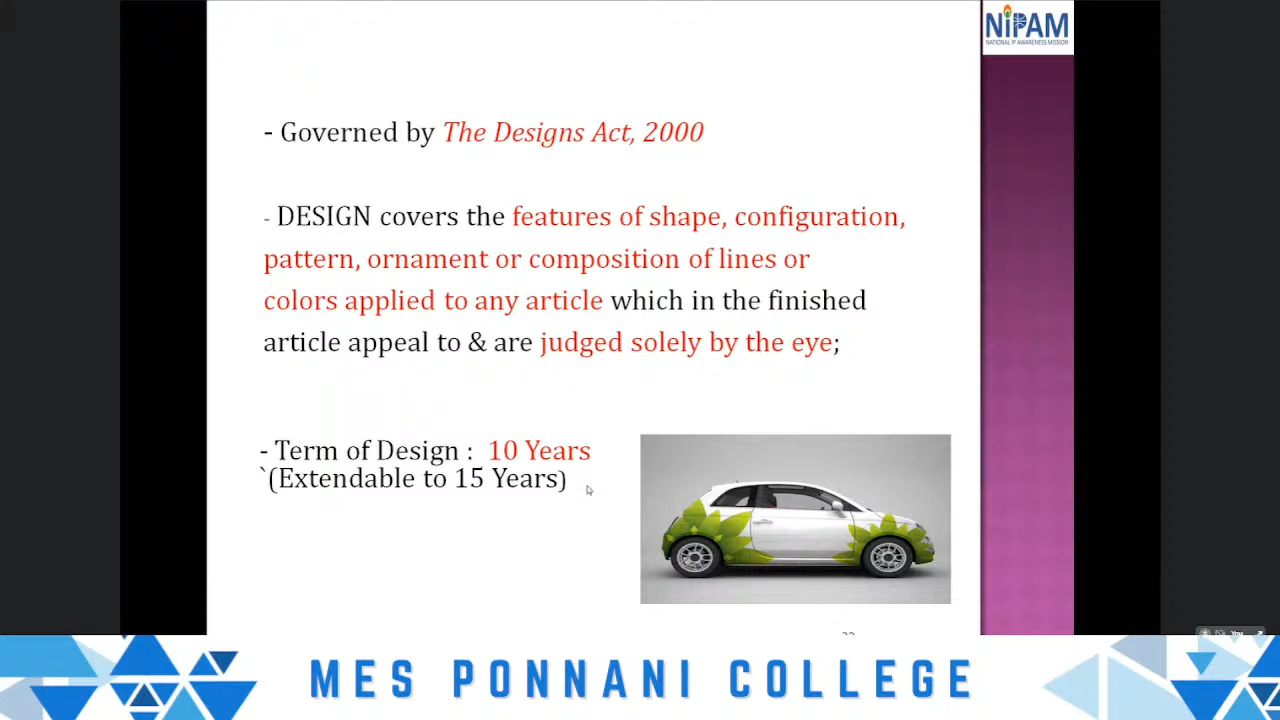 NiPAM
NATIONAL IP AWARENESS MISSION
- Governed by The Designs Act, 2000
- DESIGN covers the features of shape, configuration,
pattern, ornament or composition of lines or
colors applied to any article which in the finished
article appeal to & are judged solely by the eye;
- Term of Design : 10 Years
`(Extendable to 15 Years)
You
MES PONNANI COLLEGE